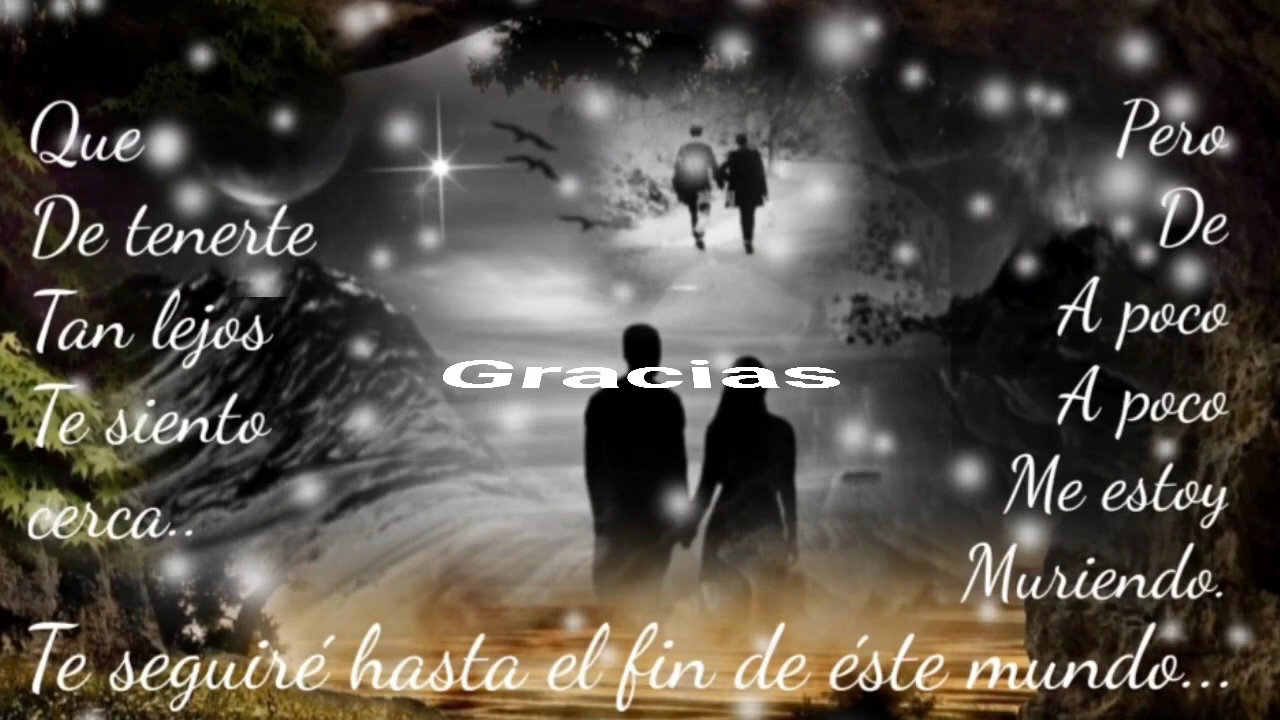 Que
De tenerte
Tan lejos
Te siento
cerca..
Gracias
Pero
De
A poco
A poco
Me estoy
Muriendo.
Te seguiré hasta el fin de éste mundo...